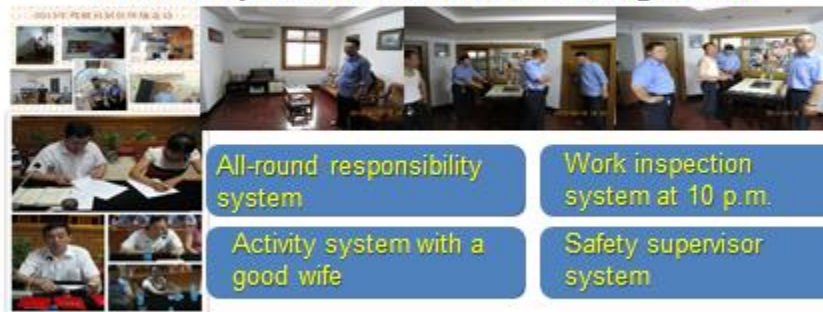 All-round responsibility
system
Work inspection
system at 10 p.m.
Activity system with a
good wife
Safety supervisor
system